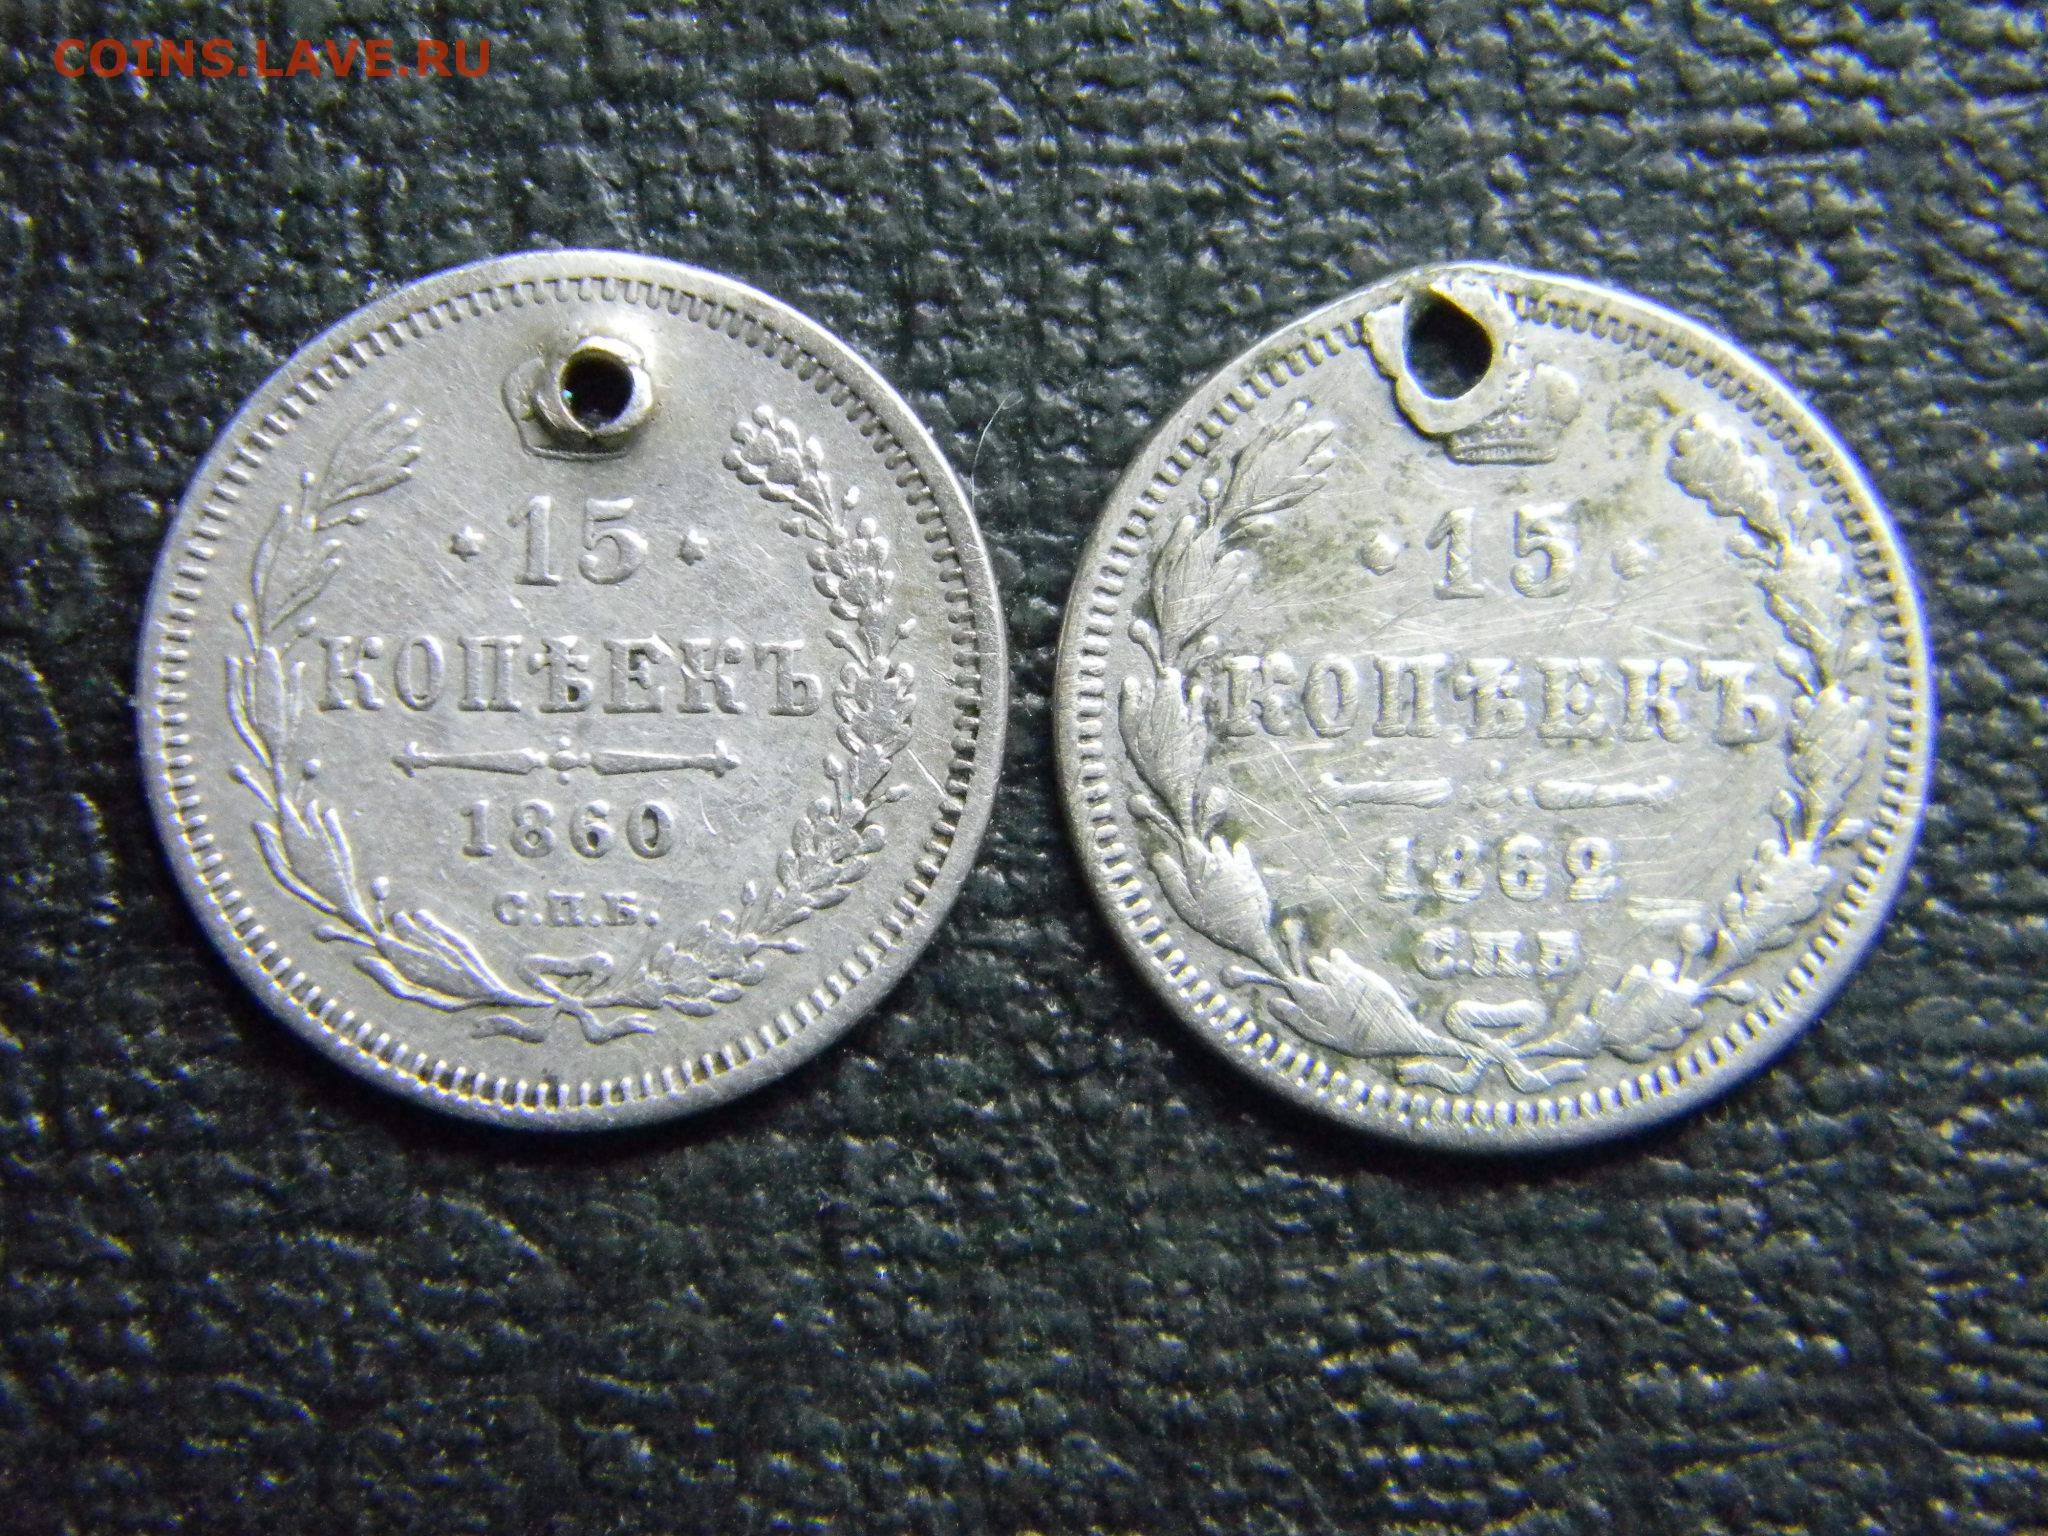 COINS.LAVE.RU
· * 15 * ·
КОПѢЕКЪ
1860
С.П.Б.
· 15 ·
КОПѢЕКЪ
1862
С.П.Б